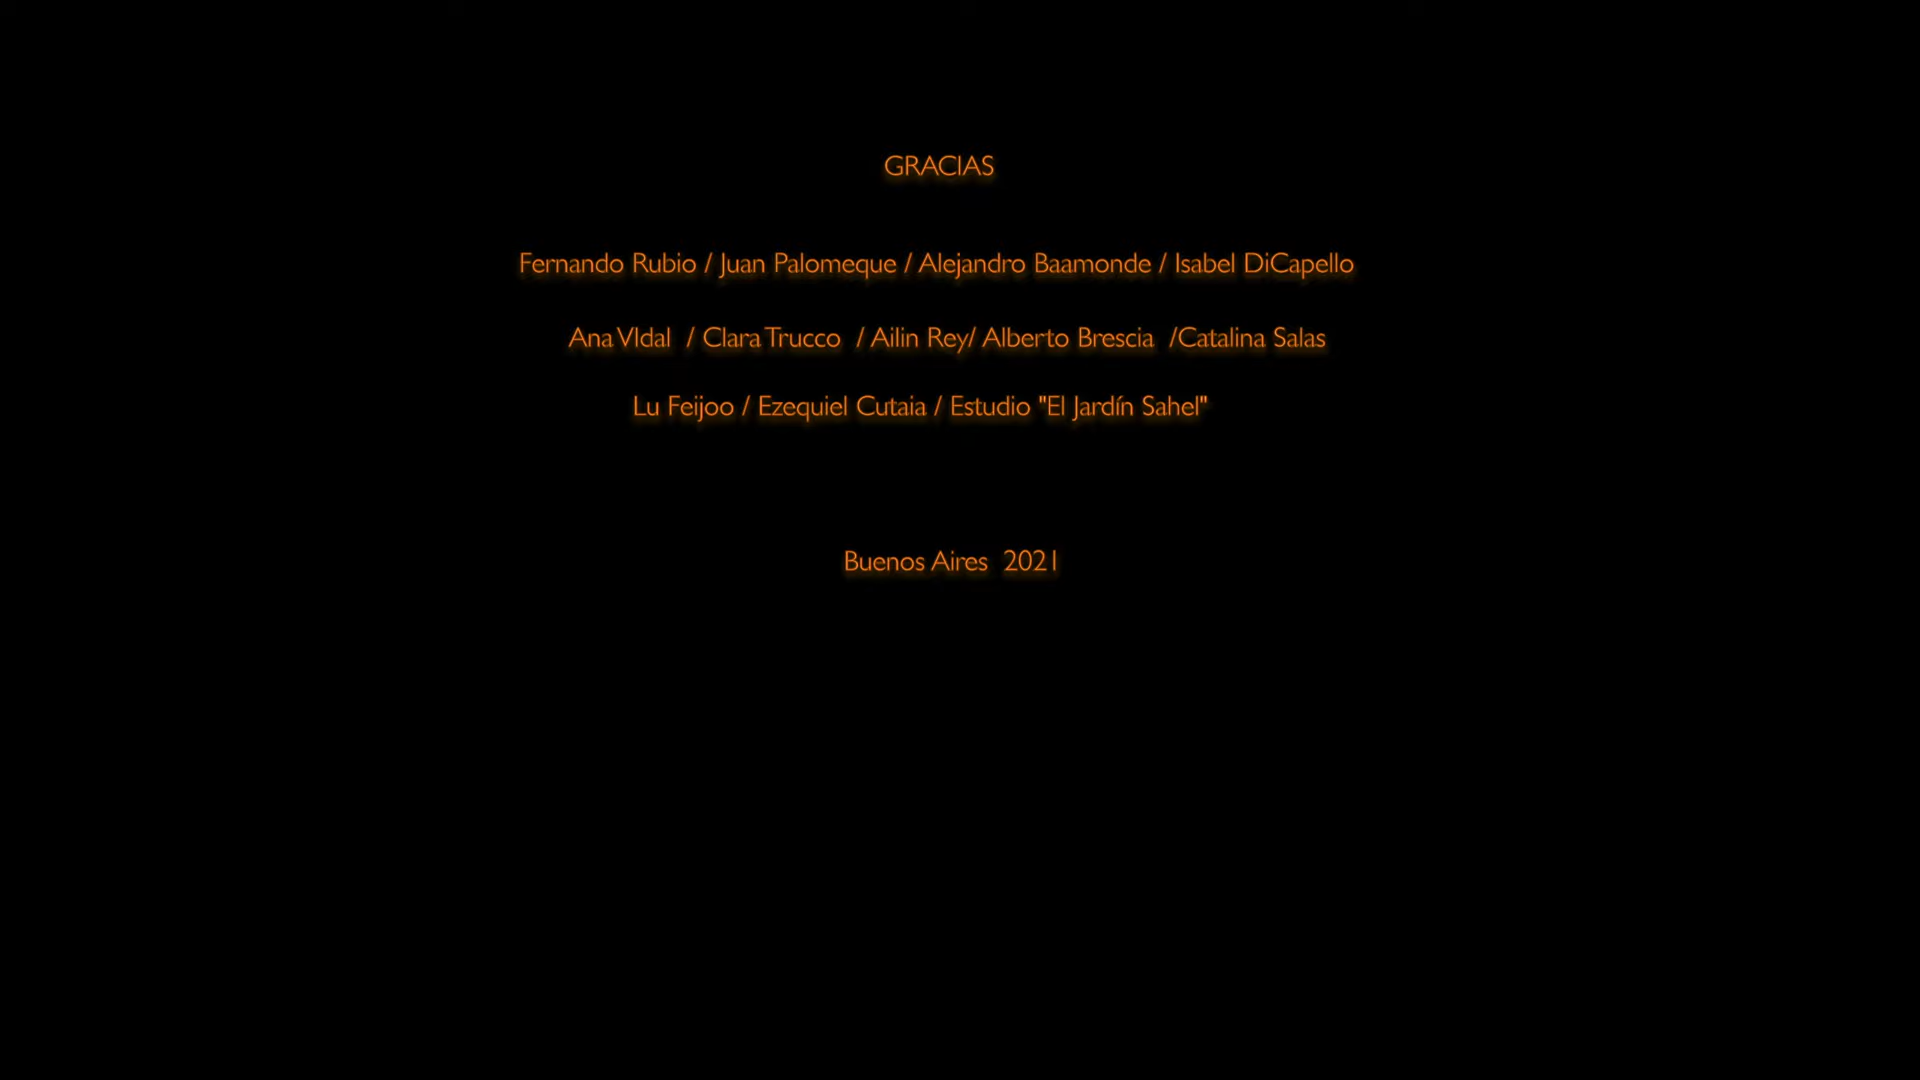 GRACIAS
Fernando Rubio / Juan Palomeque / Alejandro Baamonde / Isabel DiCapello
Ana VIdal / Clara Trucco / Ailin Rey/ Alberto Brescia /Catalina Salas
Lu Feijoo / Ezequiel Cutaia / Estudio "El Jardín Sahel"
Buenos Aires 2021